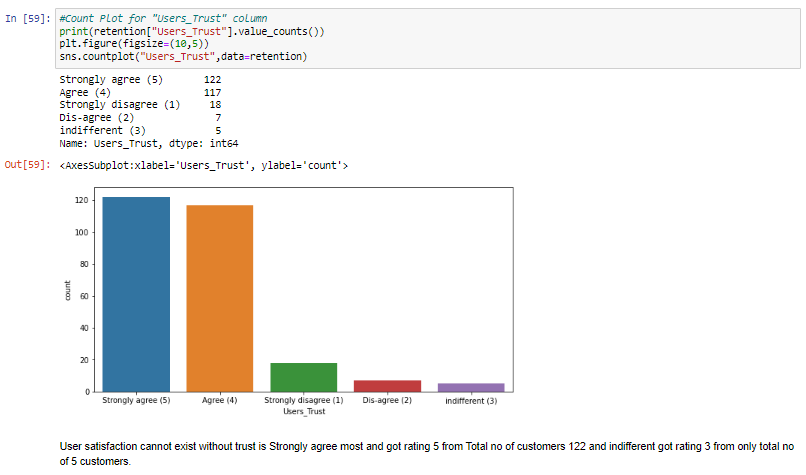 In [59]: #Count Plot for "Users_Trust" column
print(retention["Users_Trust"].value_counts())
plt.figure(figsize=(10,5))
sns.countplot("Users_Trust",data=retention)
Strongly agree (5) 122
Agree (4) 117
Strongly disagree (1) 18
Dis-agree (2) 7
indifferent (3) 5
Name: Users_Trust, dtype: int64
Out[59]: <AxesSubplot:xlabel='Users_Trust', ylabel='count'>
120
100
80
60
40
20
0
count
Strongly agree (5) Agree (4) Strongly disagree (1) Dis-agree (2) indifferent (3)
Users_Trust
User satisfaction cannot exist without trust is Strongly agree most and got rating 5 from Total no of customers 122 and indifferent got rating 3 from only total no
of 5 customers.